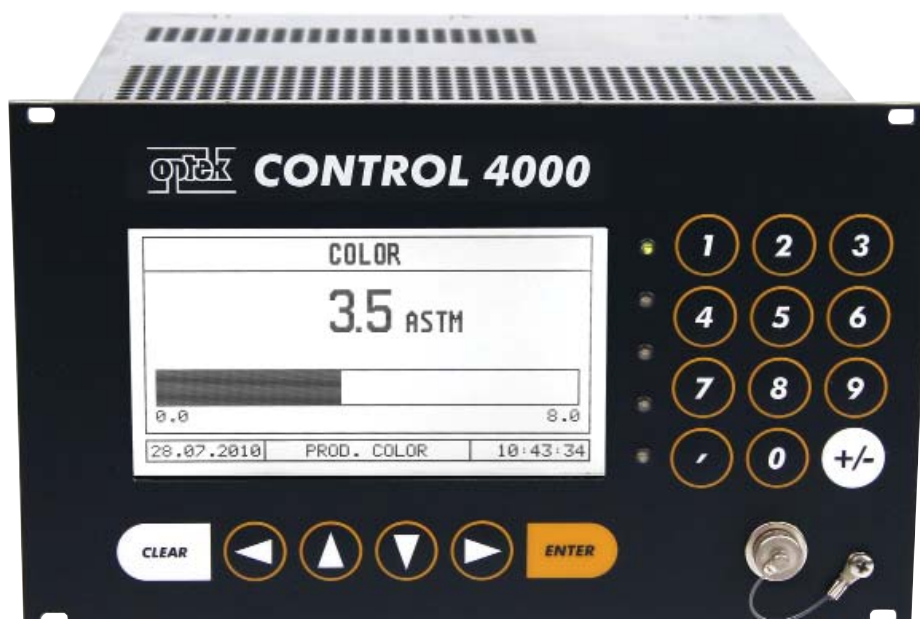 optek CONTROL 4000
COLOR
3.5 ASTM
0.0 8.0
28.07.2010 PROD. COLOR 10:43:34
1 2 3
4 5 6
7 8 9
, 0 +/-
CLEAR ENTER